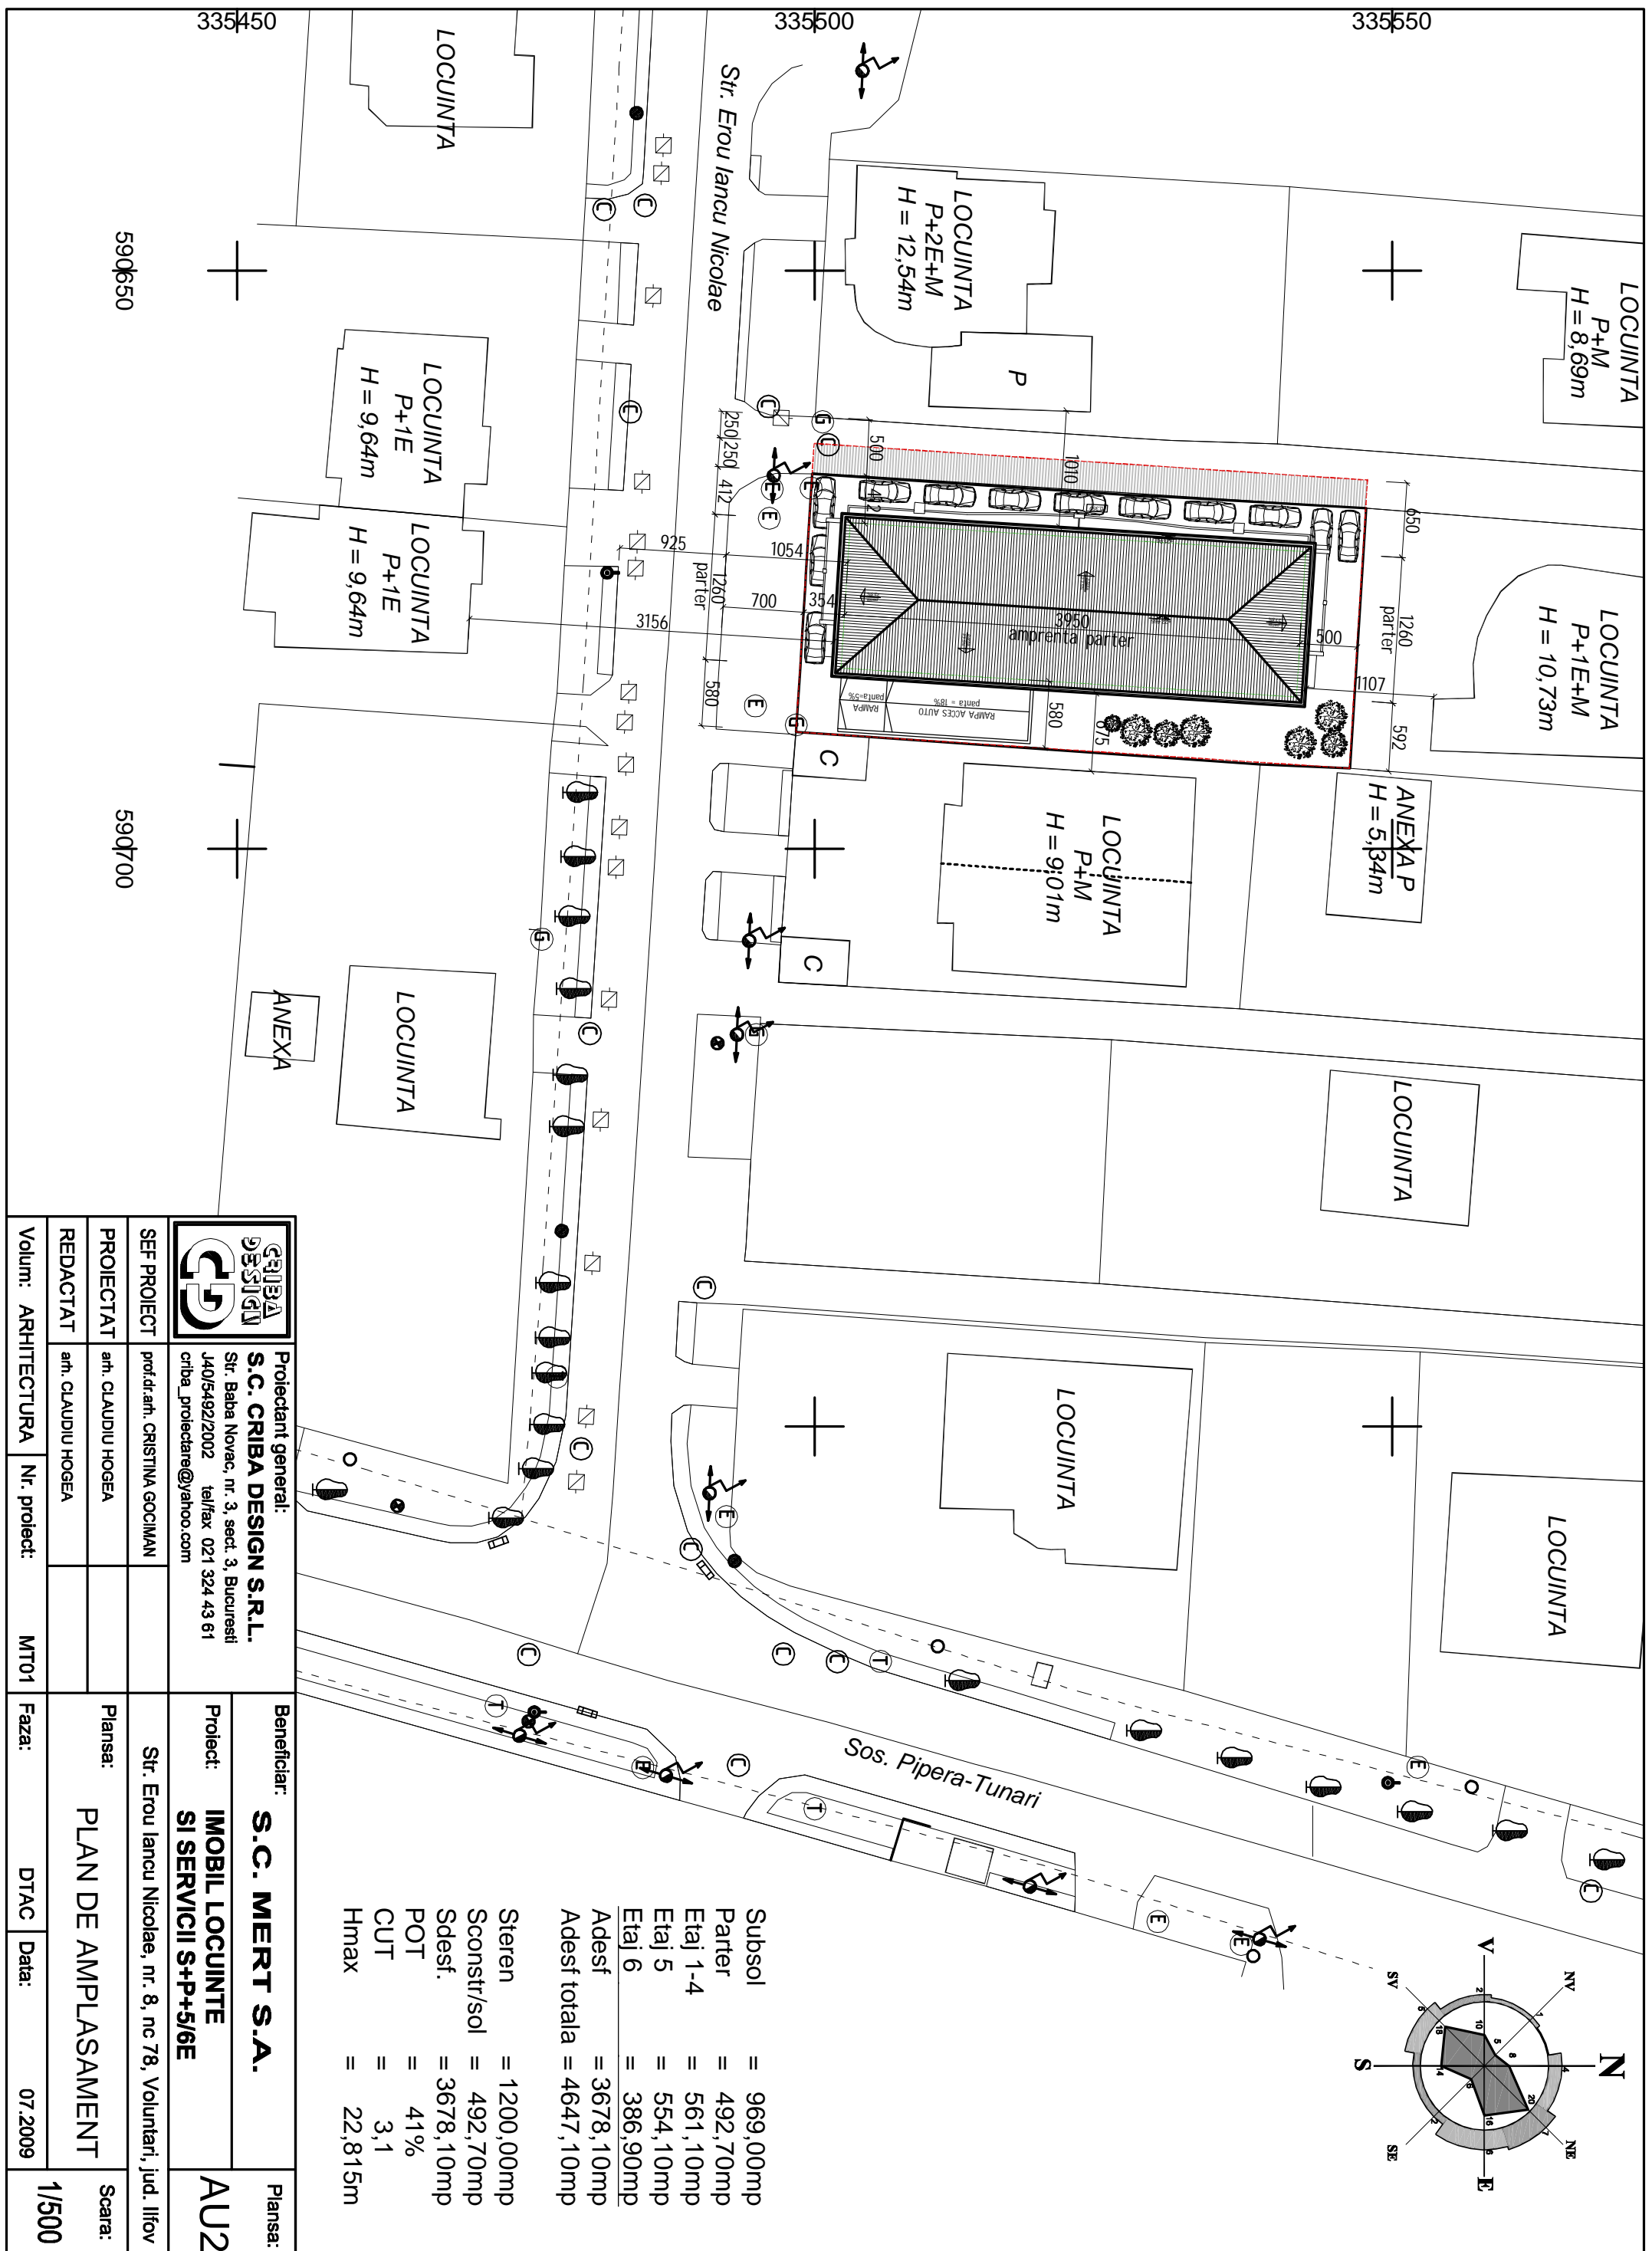 335450
335500
335550
590650
590700
Str. Erou Iancu Nicolae
Sos. Pipera-Tunari
LOCUINTA
LOCUINTA
P+2E+M
H = 12,54m
P
LOCUINTA
P+M
H = 8,69m
LOCUINTA
P+1E
H = 9,64m
LOCUINTA
P+1E
H = 9,64m
LOCUINTA
P+1E+M
H = 10,73m
ANEXA P
H = 5,34m
LOCUINTA
P+M
H = 9,01m
C
C
LOCUINTA
ANEXA
LOCUINTA
LOCUINTA
LOCUINTA
250
250
412
1260
parter
580
500
412
1010
650
1260
parter
592
925
1054
700
354
3156
3950
amprenta parter
500
1107
580
675
RAMPA ACCES AUTO
panta = 18%
RAMPA
panta=5%
N
NE
E
SE
S
SV
V
NV
Subsol = 969,00mp
Parter = 492,70mp
Etaj 1-4 = 561,10mp
Etaj 5 = 554,10mp
Etaj 6 = 386,90mp
Adesf = 3678,10mp
Adesf totala = 4647,10mp
Steren = 1200,00mp
Sconstr/sol = 492,70mp
Sdesf. = 3678,10mp
POT = 41%
CUT = 3,1
Hmax = 22,815m
CRIBA
DESIGN
Proiectant general:
S.C. CRIBA DESIGN S.R.L.
Str. Baba Novac, nr. 3, sect. 3, Bucuresti
J40/5492/2002 tel/fax 021 324 43 61
criba_proiectare@yahoo.com
SEF PROIECT prof.dr.arh. CRISTINA GOCIMAN
PROIECTAT arh. CLAUDIU HOGEA
REDACTAT arh. CLAUDIU HOGEA
Volum: ARHITECTURA Nr. proiect: MT01
Beneficiar: S.C. MERT S.A.
Proiect: IMOBIL LOCUINTE
SI SERVICII S+P+5/6E
Str. Erou Iancu Nicolae, nr. 8, nc 78, Voluntari, jud. Ilfov
Plansa: PLAN DE AMPLASAMENT
Faza: DTAC Data: 07.2009
Plansa:
AU2
Scara:
1/500